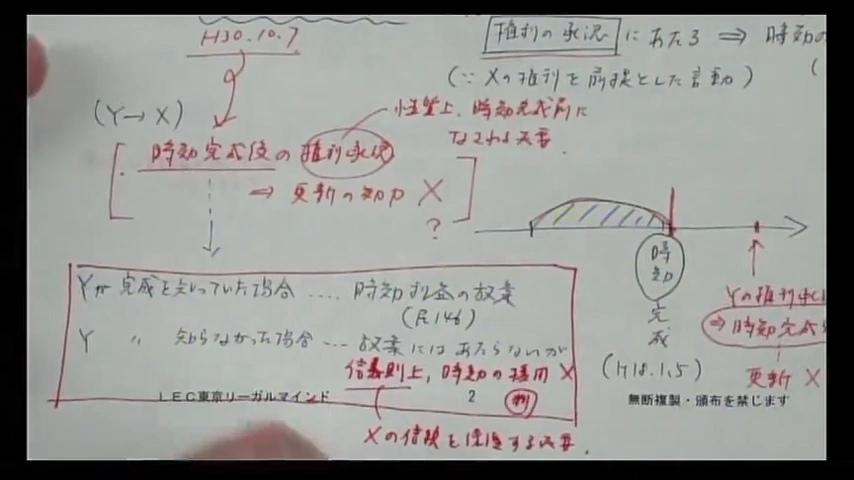 H30.10.7
権利の承認 にあたる ⇒ 時効の
(∵ Xの権利を前提とした言動)
(Y→X)
性質上、時効完成前に
なされる必要.
時効完成後の権利承認
⇒ 更新の効力 X
?
時効
完成
Yが完成を知っていた場合 .... 時効利益の放棄
(民146)
Y 〃 知らなかった場合 ... 放棄にはあたらないが
信義則上, 時効の援用 X
判
Xの信頼を保護する必要.
(H18.1.5)
Yの権利承
⇒ 時効完成
更新 X
LEC東京リーガルマインド
2
無断複製・頒布を禁じます